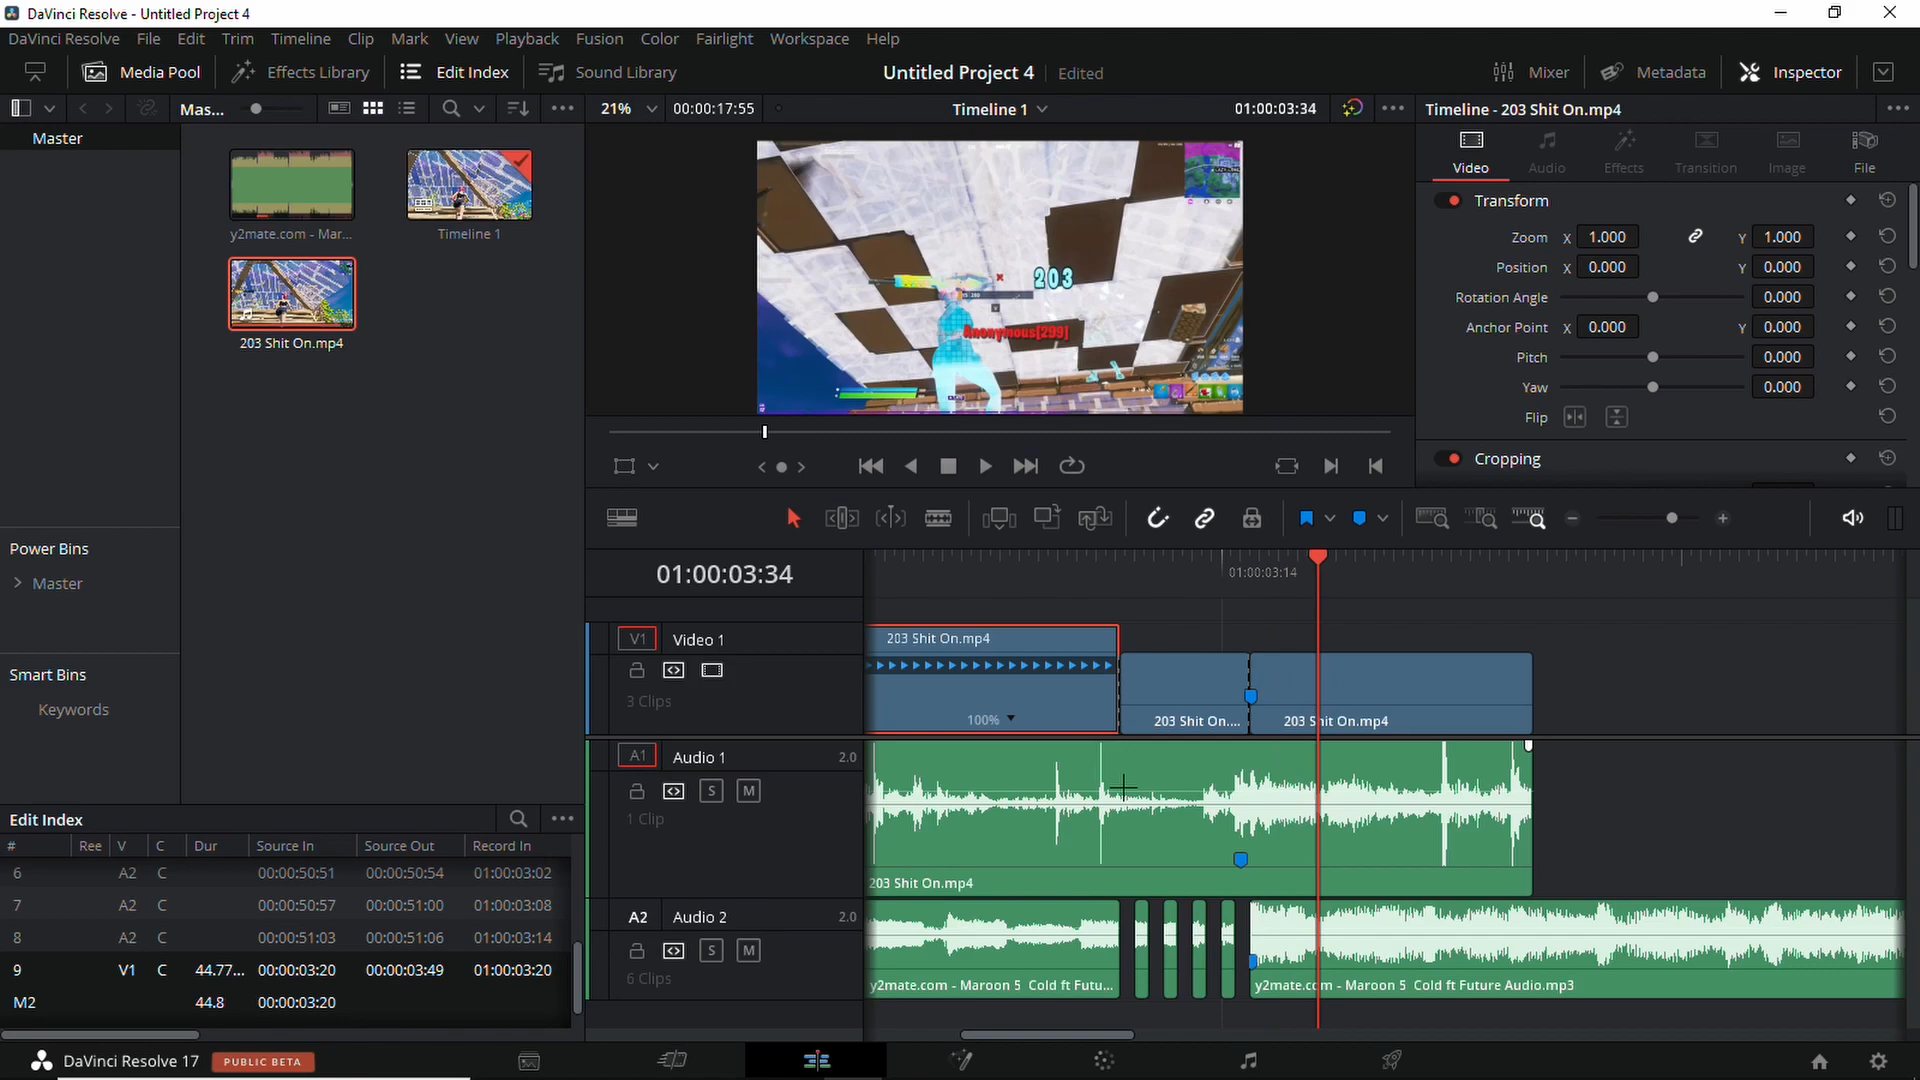 DaVinci Resolve - Untitled Project 4
DaVinci Resolve File Edit Trim Timeline Clip Mark View Playback Fusion Color Fairlight Workspace Help
Media Pool Effects Library Edit Index Sound Library Untitled Project 4 Edited Mixer Metadata Inspector
Mas... 21% 00:00:17:55 Timeline 1 01:00:03:34 Timeline - 203 Shit On.mp4
Master
Video Audio Effects Transition Image File
y2mate.com - Mar... Timeline 1
203 Shit On.mp4
203
Anonymous[299]
Transform
Zoom X 1.000 Y 1.000
Position X 0.000 Y 0.000
Rotation Angle 0.000
Anchor Point X 0.000 Y 0.000
Pitch 0.000
Yaw 0.000
Flip
Cropping
Power Bins
Master
Smart Bins
Keywords
01:00:03:34
01:00:03:14
V1 Video 1
3 Clips
203 Shit On.mp4
100%
203 Shit On.... 203 Shit On.mp4
A1 Audio 1 2.0
S M
1 Clip
203 Shit On.mp4
A2 Audio 2 2.0
S M
6 Clips
y2mate.com - Maroon 5 Cold ft Futu... y2mate.com - Maroon 5 Cold ft Future Audio.mp3
Edit Index
# Ree V C Dur Source In Source Out Record In
6 A2 C 00:00:50:51 00:00:50:54 01:00:03:02
7 A2 C 00:00:50:57 00:00:51:00 01:00:03:08
8 A2 C 00:00:51:03 00:00:51:06 01:00:03:14
9 V1 C 44.77... 00:00:03:20 00:00:03:49 01:00:03:20
M2 44.8 00:00:03:20
DaVinci Resolve 17 PUBLIC BETA